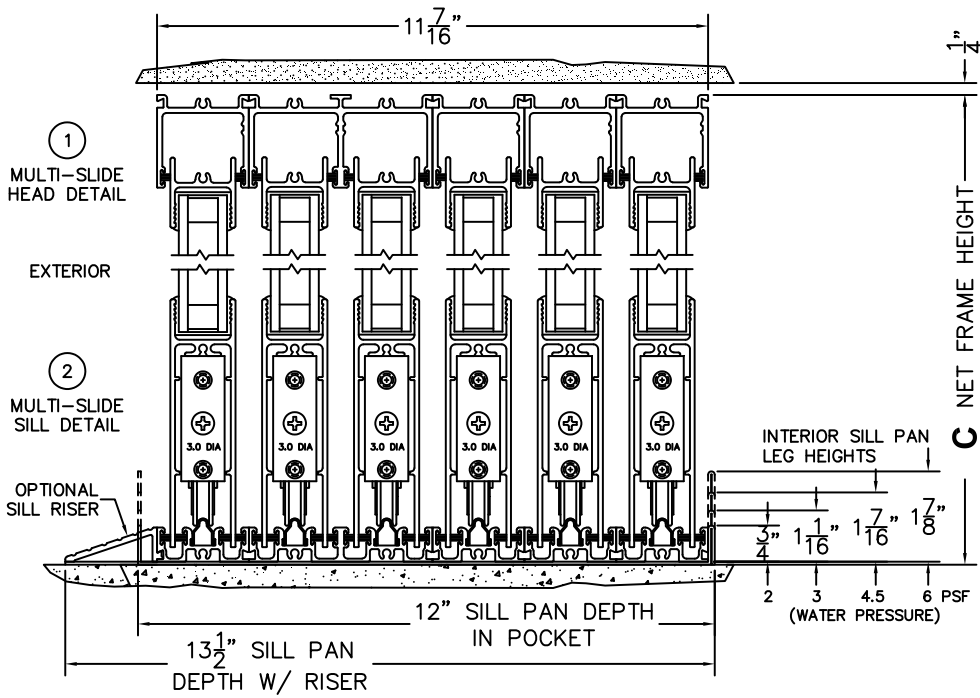 11 7/16"
1/4"
1
MULTI-SLIDE
HEAD DETAIL
EXTERIOR
C NET FRAME HEIGHT
2
MULTI-SLIDE
SILL DETAIL
3.0 DIA
3.0 DIA
3.0 DIA
3.0 DIA
3.0 DIA
3.0 DIA
INTERIOR SILL PAN
LEG HEIGHTS
OPTIONAL
SILL RISER
3/4"
1 1/16"
1 7/16"
1 7/8"
2 3 4.5 6 PSF
(WATER PRESSURE)
12" SILL PAN DEPTH
IN POCKET
13 1/2" SILL PAN
DEPTH W/ RISER